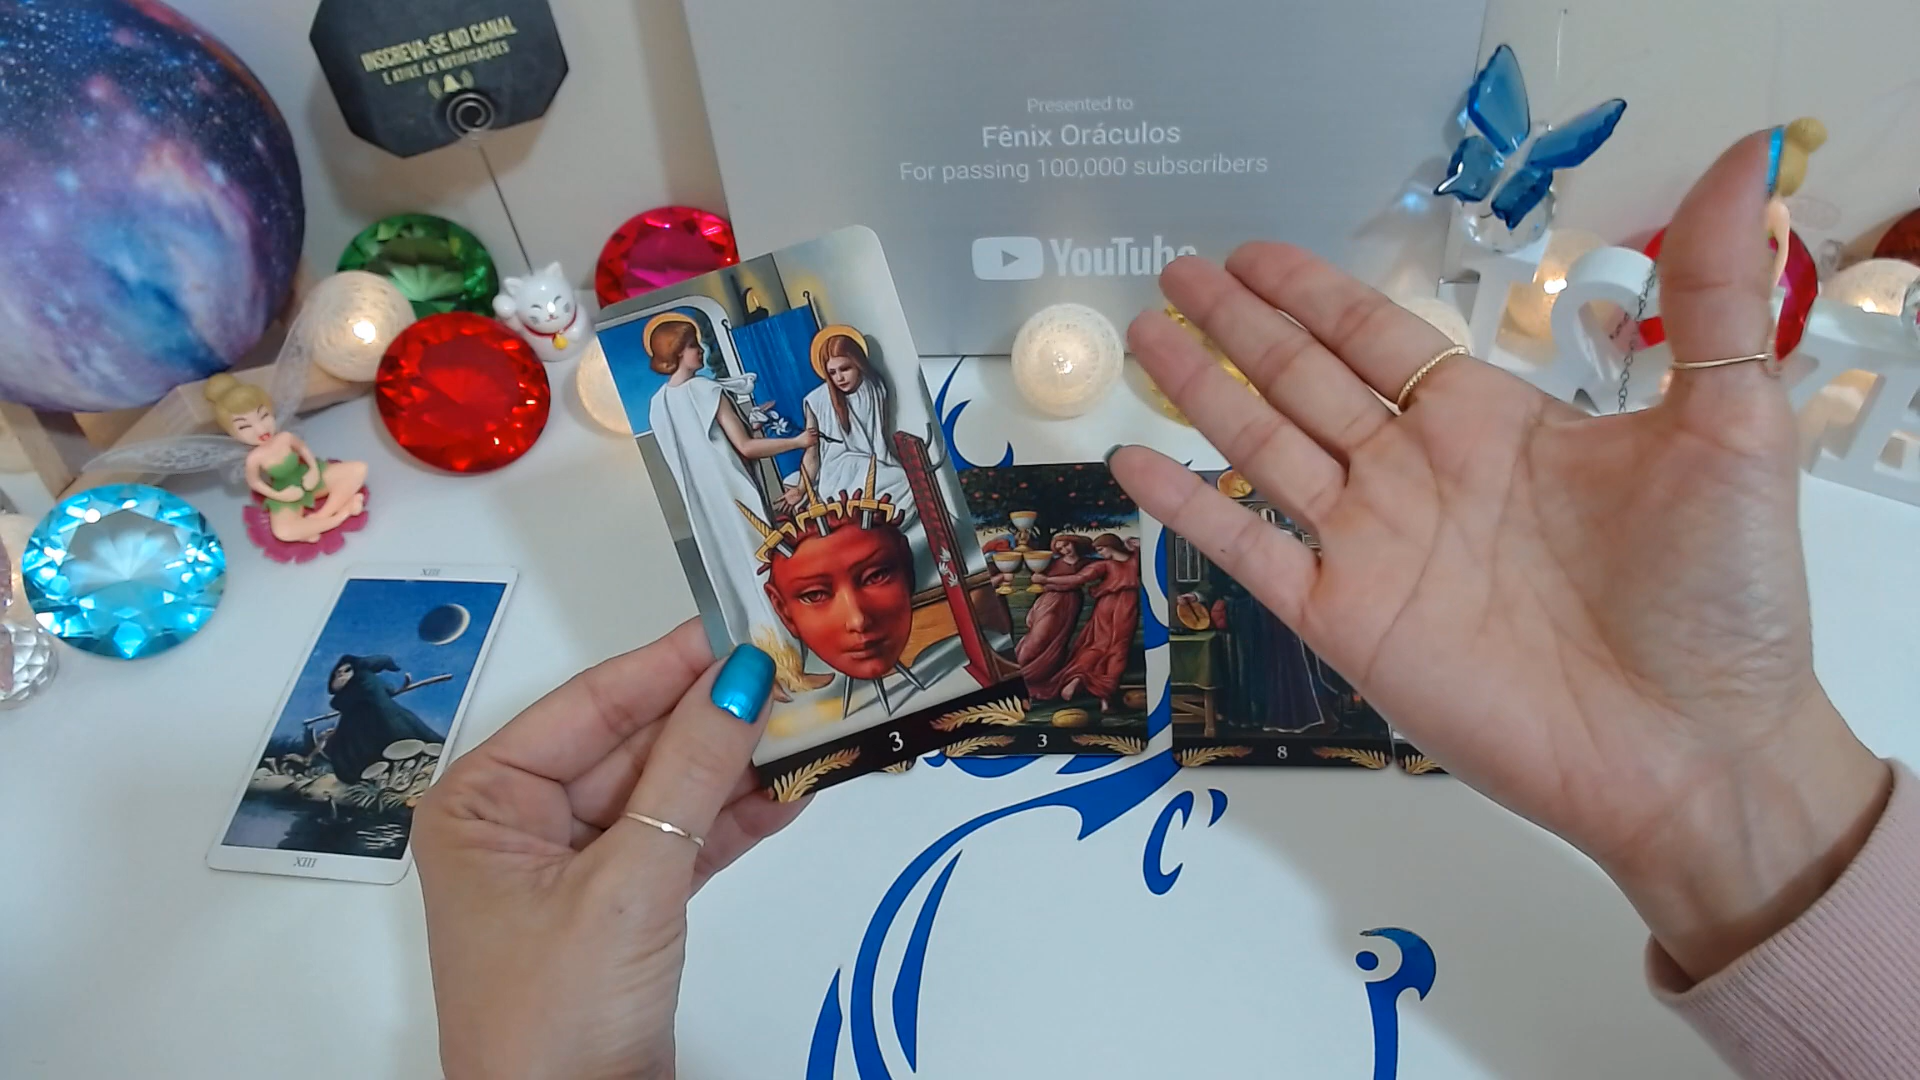 INSCREVA-SE NO CANAL
E ATIVE AS NOTIFICAÇÕES
Presented to
Fênix Oráculos
For passing 100,000 subscribers
YouTube
XIII
XIII
3
3
8